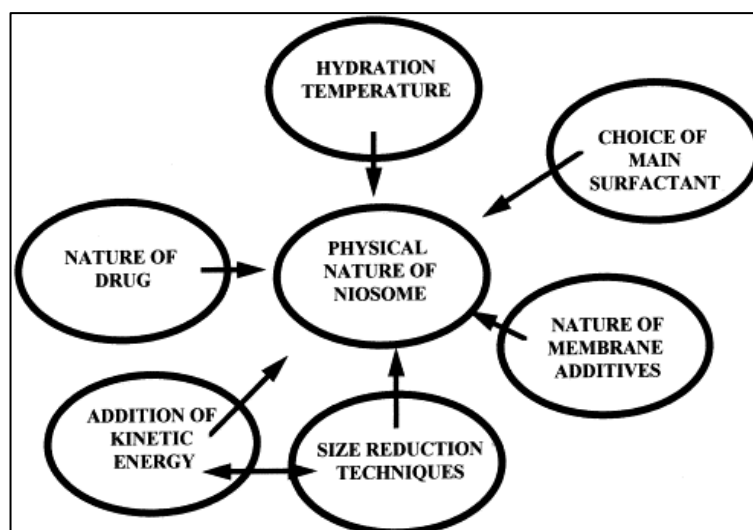 HYDRATION
TEMPERATURE
CHOICE OF
MAIN
SURFACTANT
NATURE OF
DRUG
PHYSICAL
NATURE OF
NIOSOME
NATURE OF
MEMBRANE
ADDITIVES
ADDITION OF
KINETIC
ENERGY
SIZE REDUCTION
TECHNIQUES